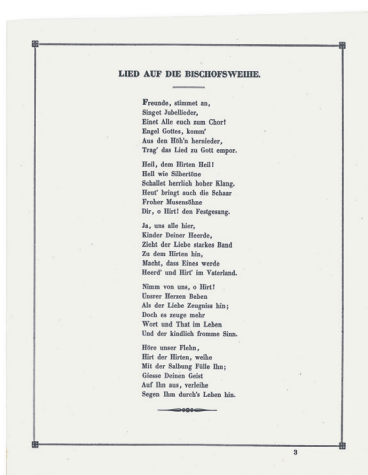 LIED AUF DIE BISCHOFSWEIHE.
Freunde, stimmet an,
Singet Jubellieder,
Einet Alle euch zum Chor!
Engel Gottes, komm'
Aus den Höh'n hernieder,
Trag' das Lied zu Gott empor.
Heil, dem Hirten Heil!
Hell wie Silbertöne
Schallet herrlich hoher Klang.
Heut' bringt auch die Schaar
Froher Musensöhne
Dir, o Hirt! den Festgesang.
Ja, uns alle hier,
Kinder Deiner Heerde,
Zieht der Liebe starkes Band
Zu dem Hirten hin,
Macht, dass Eines werde
Heerd' und Hirt' im Vaterland.
Nimm von uns, o Hirt!
Unsrer Herzen Beben
Als der Liebe Zeugniss hin;
Doch es zeuge mehr
Wort und That im Leben
Und der kindlich fromme Sinn.
Höre unser Flehn,
Hirt der Hirten, weihe
Mit der Salbung Fülle Ihn;
Giesse Deinen Geist
Auf Ihn aus, verleihe
Segen Ihm durch's Leben hin.
3